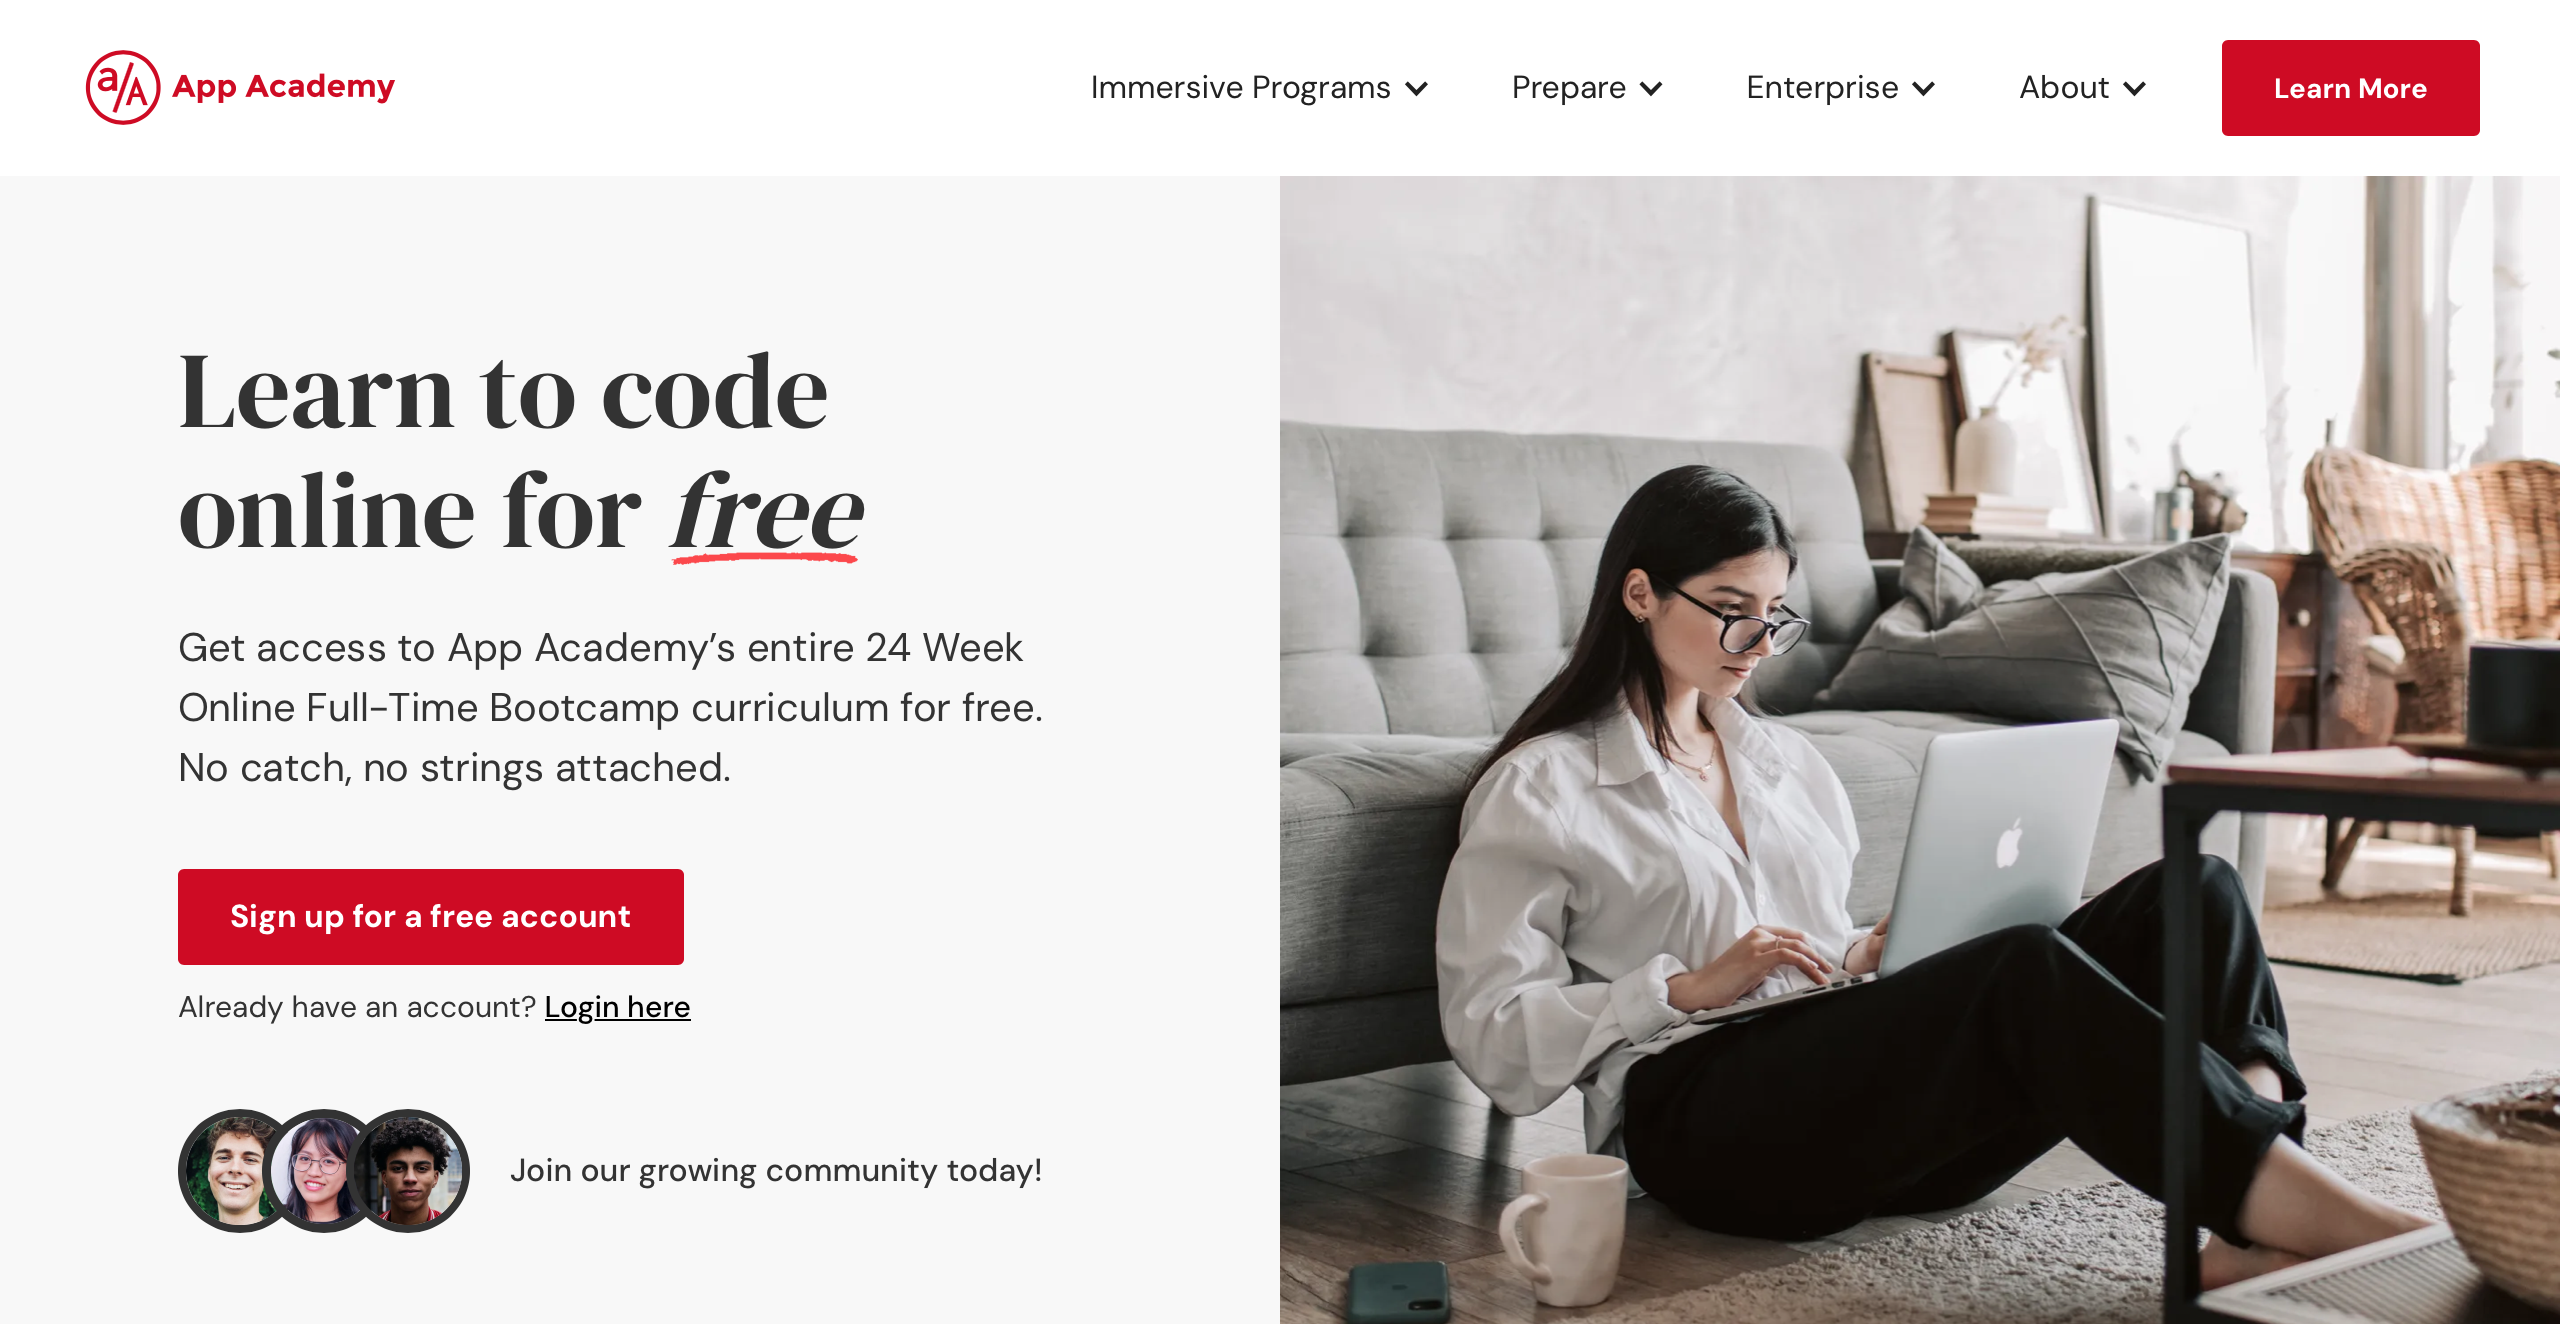 a/A App Academy
Immersive Programs Prepare Enterprise About Learn More
Learn to code
online for free
Get access to App Academy’s entire 24 Week
Online Full-Time Bootcamp curriculum for free.
No catch, no strings attached.
Sign up for a free account
Already have an account? Login here
Join our growing community today!